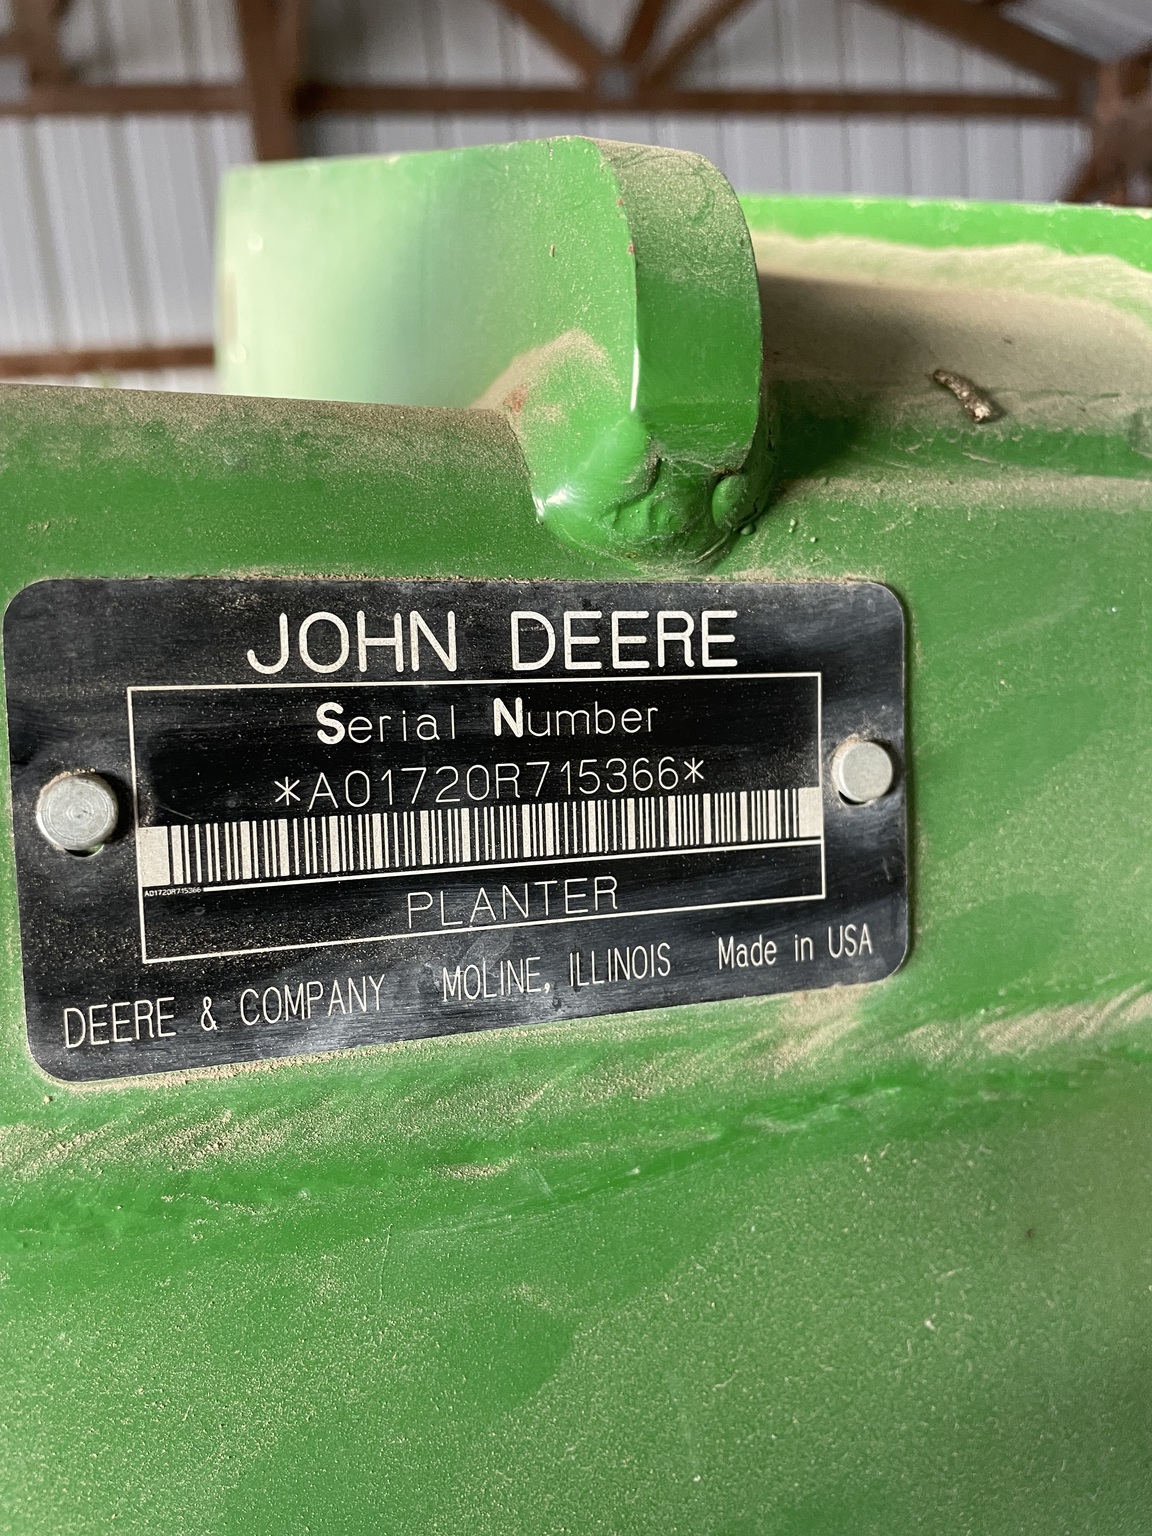 JOHN DEERE
Serial Number
*A01720R715366*
A01720R715366
PLANTER
DEERE & COMPANY MOLINE, ILLINOIS Made in USA